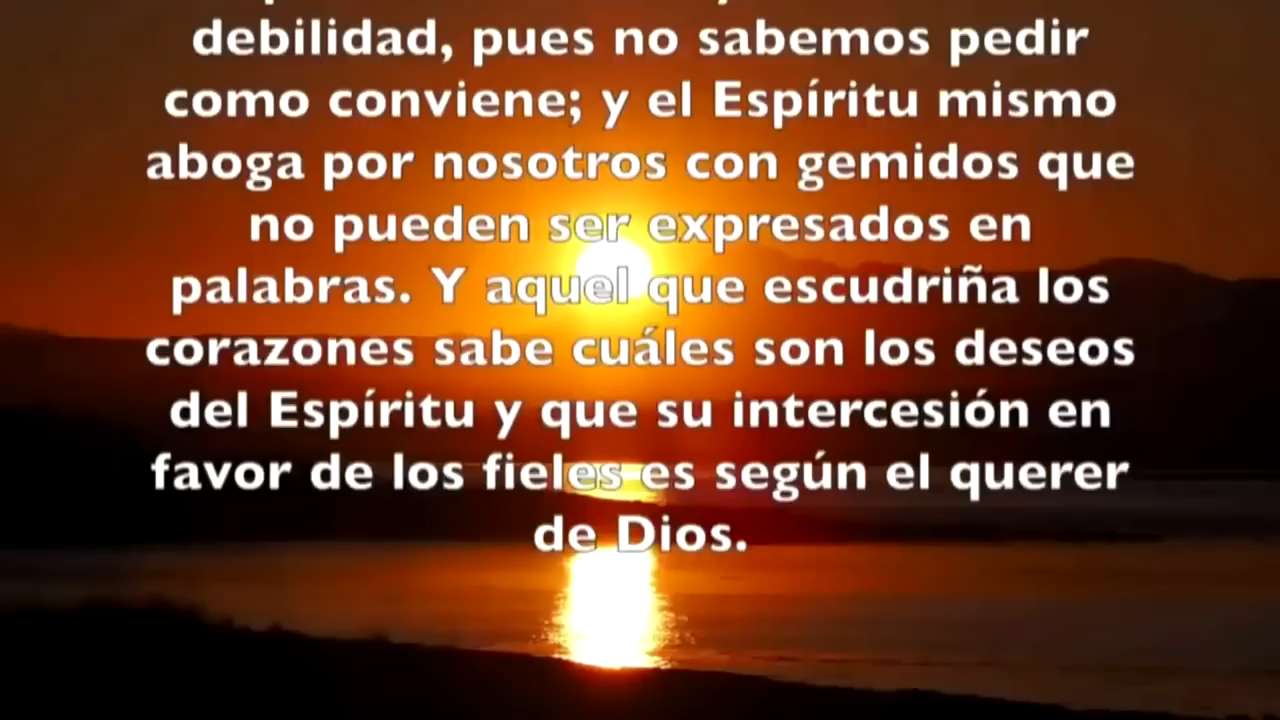 debilidad, pues no sabemos pedir
como conviene; y el Espíritu mismo
aboga por nosotros con gemidos que
no pueden ser expresados en
palabras. Y aquel que escudriña los
corazones sabe cuáles son los deseos
del Espíritu y que su intercesión en
favor de los fieles es según el querer
de Dios.